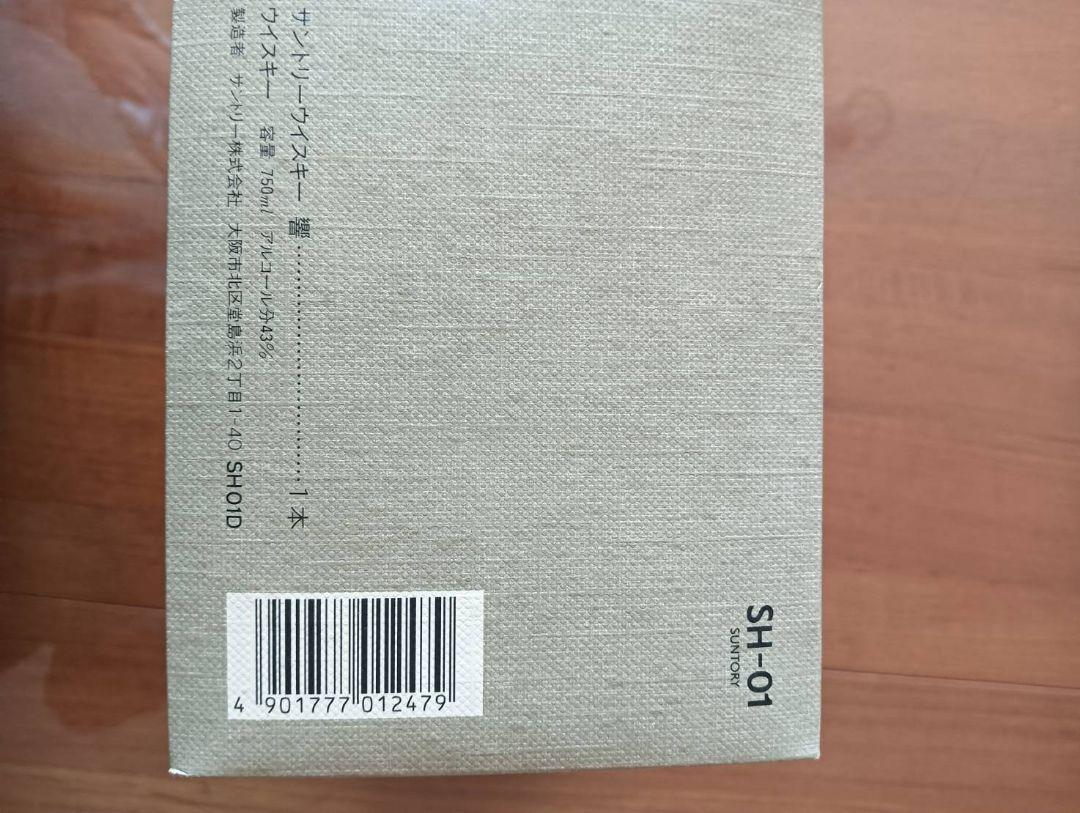 サントリーウイスキー 響 ........................ 1本
ウイスキー 容量 750ml アルコール分43%
製造者 サントリー株式会社 大阪市北区堂島浜2丁目1-40 SH01D
SH-01
SUNTORY
4 901777 012479